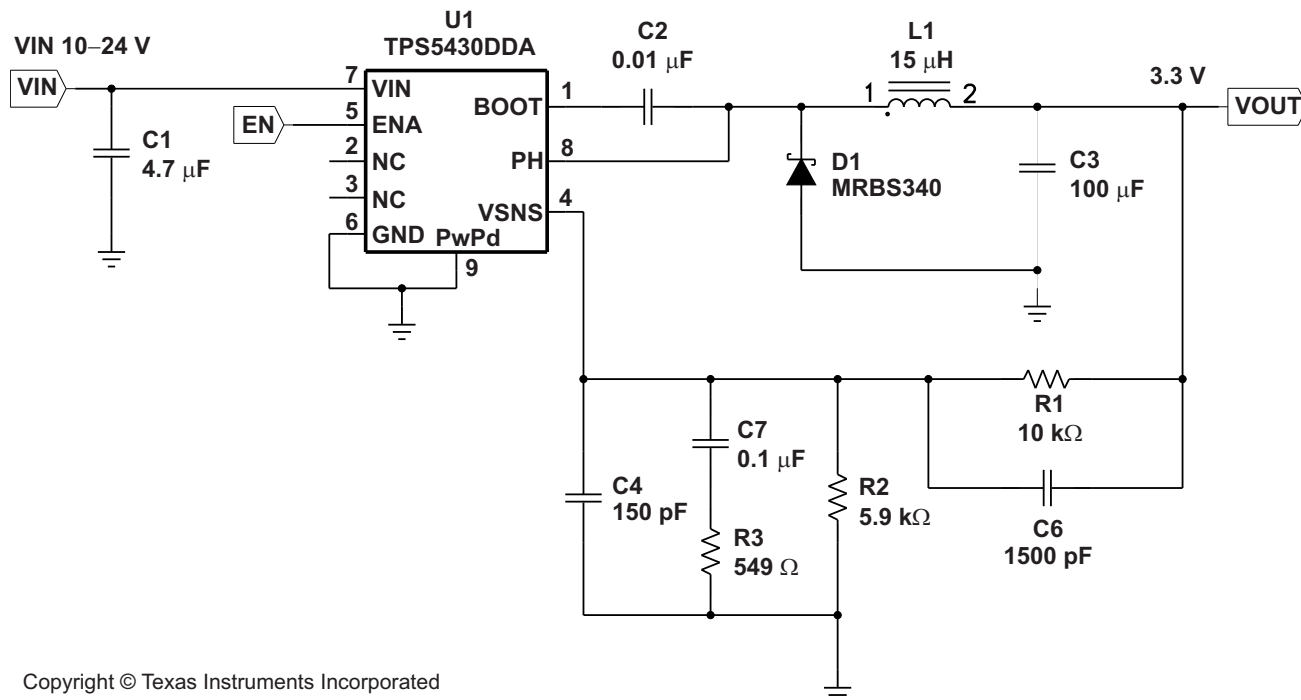 U1
TPS5430DDA
VIN 10–24 V
VIN
C1
4.7 μF
EN
7
5
2
3
6
VIN
ENA
NC
NC
GND
BOOT
PH
VSNS
PwPd
1
8
4
9
C2
0.01 μF
L1
15 μH
1
2
3.3 V
VOUT
D1
MRBS340
C3
100 μF
R1
10 kΩ
C7
0.1 μF
C4
150 pF
R2
5.9 kΩ
R3
549 Ω
C6
1500 pF
Copyright © Texas Instruments Incorporated